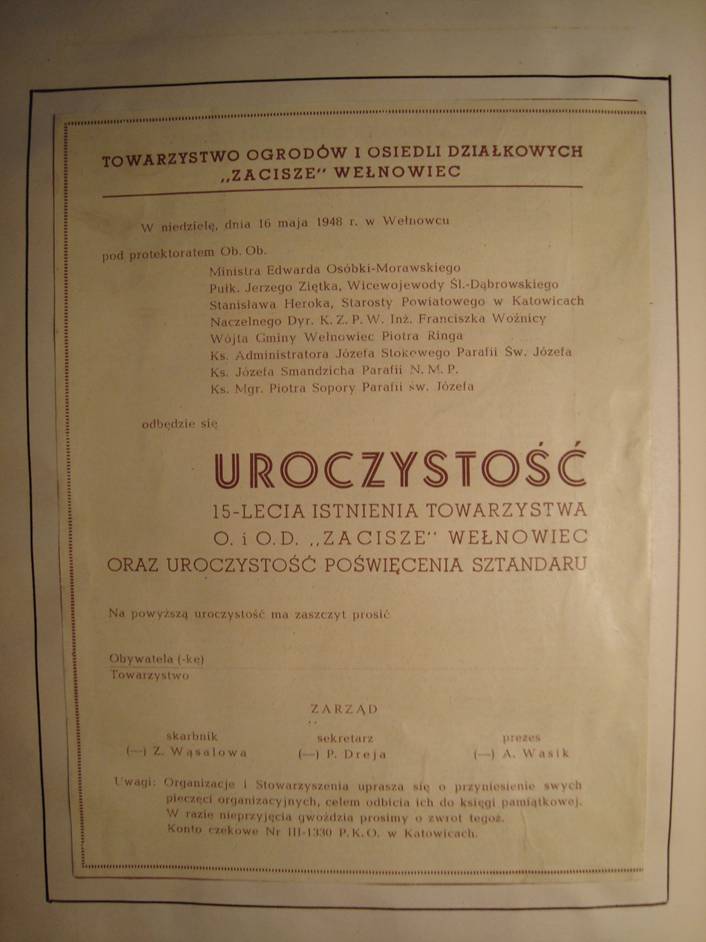 TOWARZYSTWO OGRODÓW I OSIEDLI DZIAŁKOWYCH
„ZACISZE" WEŁNOWIEC
W niedzielę, dnia 16 maja 1948 r. w Wełnowcu
pod protektoratem Ob. Ob.
Ministra Edwarda Osóbki-Morawskiego
Pułk. Jerzego Ziętka, Wicewojewody Śl.-Dąbrowskiego
Stanisława Heroka, Starosty Powiatowego w Katowicach
Naczelnego Dyr. K. Z. P. W. Inż. Franciszka Woźnicy
Wójta Gminy Wełnowiec Piotra Ringa
Ks. Administratora Józefa Stokowego Parafii Św. Józefa
Ks. Józefa Smandzicha Parafii N. M. P.
Ks. Mgr. Piotra Sopory Parafii św. Józefa
odbędzie się
UROCZYSTOŚĆ
15-LECIA ISTNIENIA TOWARZYSTWA
O. i O.D. „ZACISZE" WEŁNOWIEC
ORAZ UROCZYSTOŚĆ POŚWIĘCENIA SZTANDARU
Na powyższą uroczystość ma zaszczyt prosić
Obywatela (-kę)
Towarzystwo
ZARZĄD
skarbnik sekretarz prezes
(—) Z. Wąsalowa (—) P. Dreja (—) A. Wasik
Uwagi: Organizacje i Stowarzyszenia uprasza się o przyniesienie swych
pieczęci organizacyjnych, celem odbicia ich do księgi pamiątkowej.
W razie nieprzyjęcia gwoździa prosimy o zwrot tegoż.
Konto czekowe Nr III-1330 P. K. O. w Katowicach.